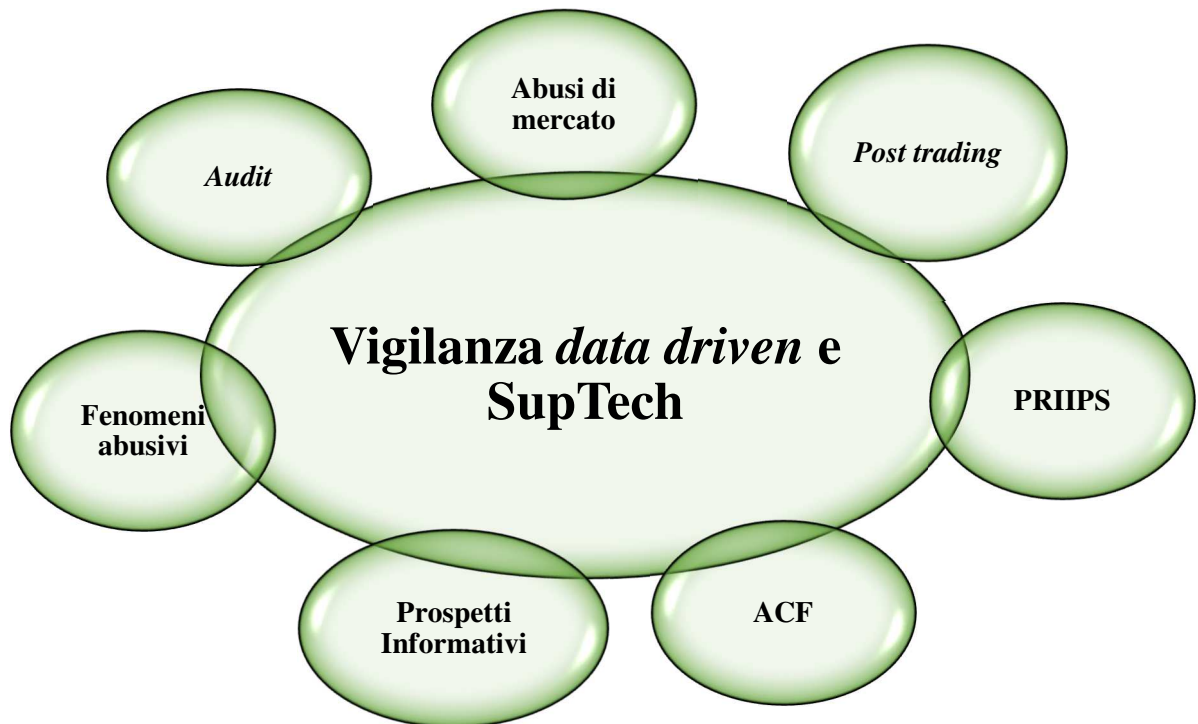 Abusi di
mercato
Audit
Post trading
Vigilanza data driven e
SupTech
Fenomeni
abusivi
PRIIPS
Prospetti
Informativi
ACF